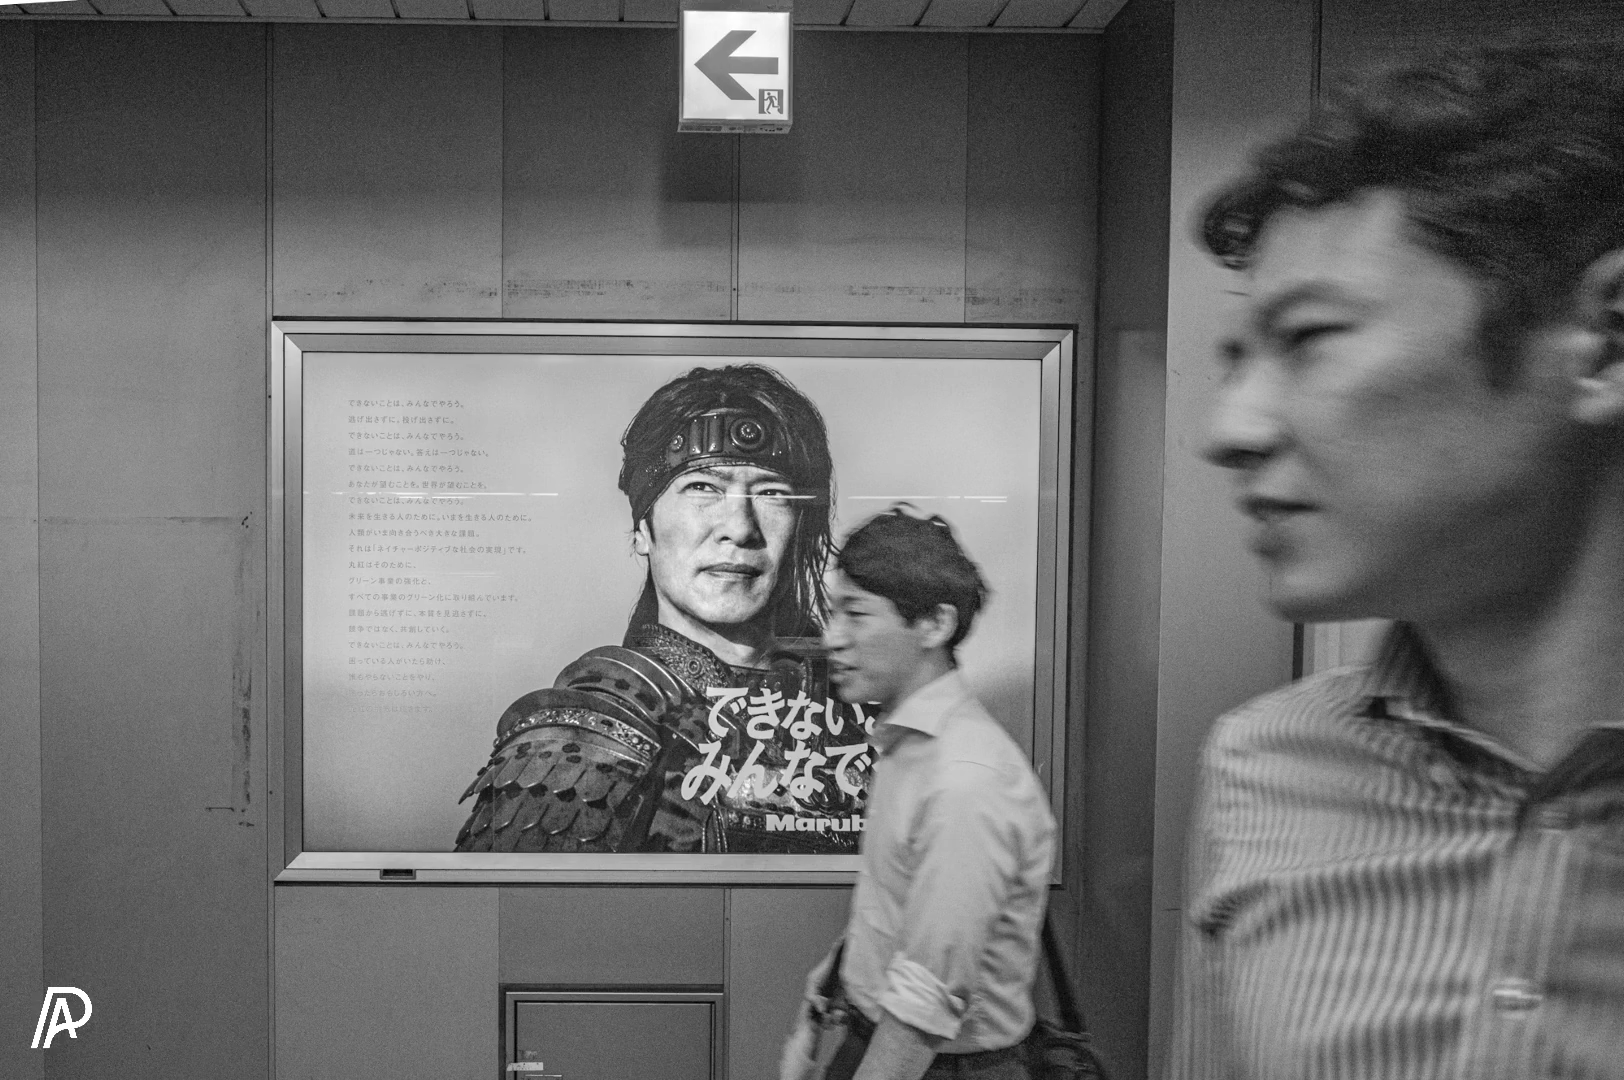 できないことは、みんなでやろう。
逃げ出さずに。投げ出さずに。
できないことは、みんなでやろう。
道は一つじゃない。答えは一つじゃない。
できないことは、みんなでやろう。
あなたが望むことを。世界が望むことを。
できないことは、みんなでやろう。
未来を生きる人のために。いまを生きる人のために。
人類がいま向き合うべき大きな課題。
それは「ネイチャーポジティブな社会の実現」です。
丸紅はそのために、
グリーン事業の強化と、
すべての事業のグリーン化に取り組んでいます。
課題から逃げずに、本質を見逃さずに。
競争ではなく、共創していく。
できないことは、みんなでやろう。
困っている人がいたら助け、
できない
みんなで
Marub